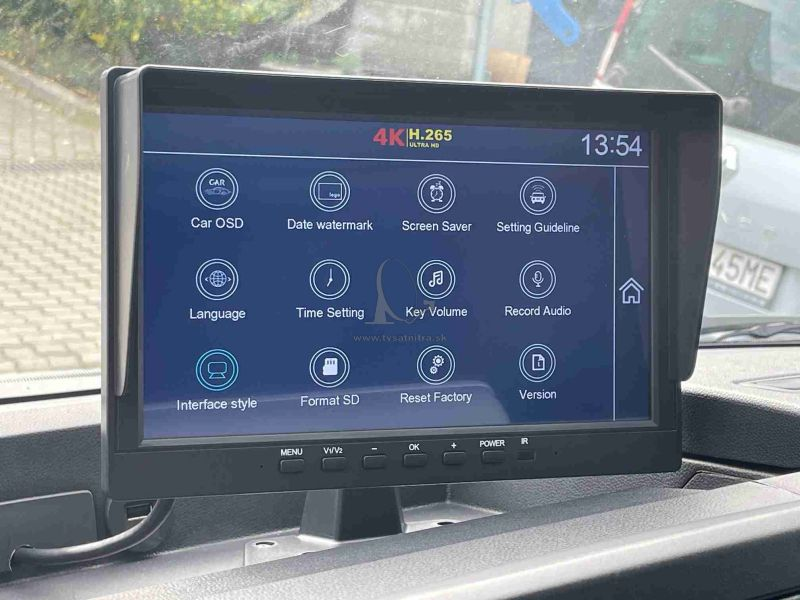 4K H.265
ULTRA HD
13:54
CAR
logo
Car OSD
Date watermark
Screen Saver
Setting Guideline
Language
Time Setting
Key Volume
Record Audio
www.tvsatnitra.sk
Interface style
Format SD
Reset Factory
Version
MENU V1/V2 − OK + POWER IR
45ME